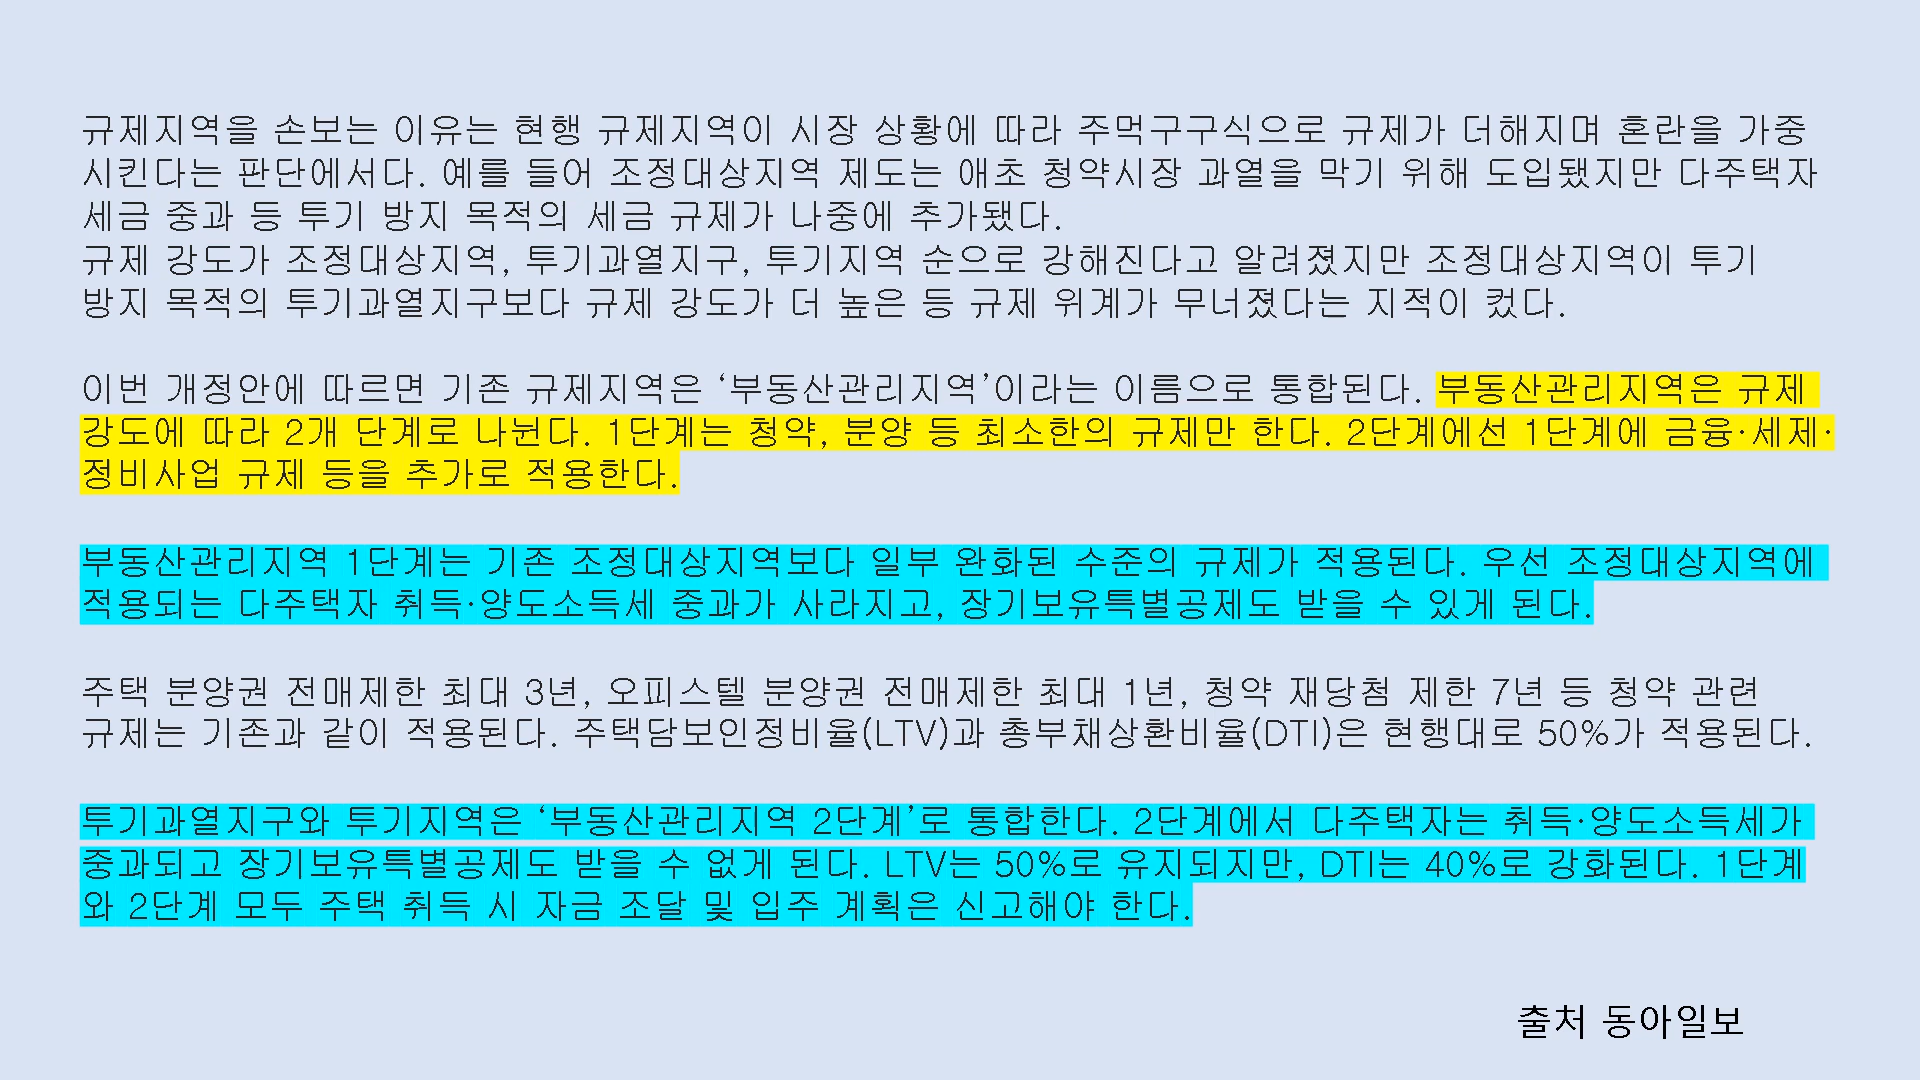 규제지역을 손보는 이유는 현행 규제지역이 시장 상황에 따라 주먹구구식으로 규제가 더해지며 혼란을 가중
시킨다는 판단에서다. 예를 들어 조정대상지역 제도는 애초 청약시장 과열을 막기 위해 도입됐지만 다주택자
세금 중과 등 투기 방지 목적의 세금 규제가 나중에 추가됐다.
규제 강도가 조정대상지역, 투기과열지구, 투기지역 순으로 강해진다고 알려졌지만 조정대상지역이 투기
방지 목적의 투기과열지구보다 규제 강도가 더 높은 등 규제 위계가 무너졌다는 지적이 컸다.
이번 개정안에 따르면 기존 규제지역은 ‘부동산관리지역’이라는 이름으로 통합된다. 부동산관리지역은 규제
강도에 따라 2개 단계로 나뉜다. 1단계는 청약, 분양 등 최소한의 규제만 한다. 2단계에선 1단계에 금융·세제·
정비사업 규제 등을 추가로 적용한다.
부동산관리지역 1단계는 기존 조정대상지역보다 일부 완화된 수준의 규제가 적용된다. 우선 조정대상지역에
적용되는 다주택자 취득·양도소득세 중과가 사라지고, 장기보유특별공제도 받을 수 있게 된다.
주택 분양권 전매제한 최대 3년, 오피스텔 분양권 전매제한 최대 1년, 청약 재당첨 제한 7년 등 청약 관련
규제는 기존과 같이 적용된다. 주택담보인정비율(LTV)과 총부채상환비율(DTI)은 현행대로 50%가 적용된다.
투기과열지구와 투기지역은 ‘부동산관리지역 2단계’로 통합한다. 2단계에서 다주택자는 취득·양도소득세가
중과되고 장기보유특별공제도 받을 수 없게 된다. LTV는 50%로 유지되지만, DTI는 40%로 강화된다. 1단계
와 2단계 모두 주택 취득 시 자금 조달 및 입주 계획은 신고해야 한다.
출처 동아일보